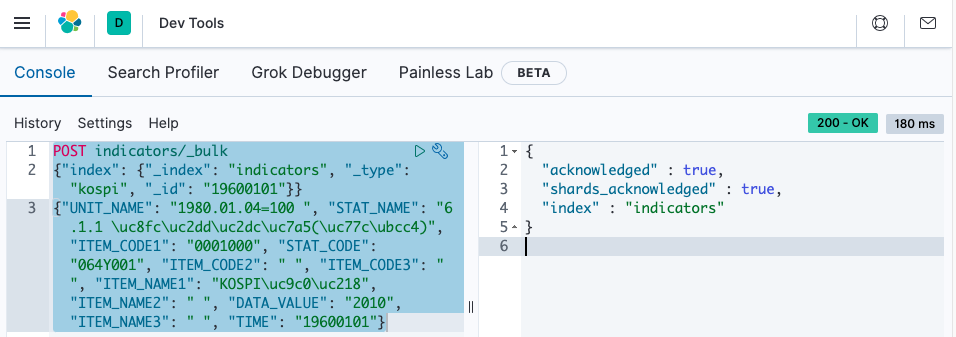 D Dev Tools
Console Search Profiler Grok Debugger Painless Lab BETA
History Settings Help 200 - OK 180 ms
1 POST indicators/_bulk
2 {"index": {"_index": "indicators", "_type":
"kospi", "_id": "19600101"}}
3 {"UNIT_NAME": "1980.01.04=100 ", "STAT_NAME": "6
.1.1 \uc8fc\uc2dd\uc2dc\uc7a5(\uc77c\ubcc4)",
"ITEM_CODE1": "0001000", "STAT_CODE":
"064Y001", "ITEM_CODE2": " ", "ITEM_CODE3": "
", "ITEM_NAME1": "KOSPI\uc9c0\uc218",
"ITEM_NAME2": " ", "DATA_VALUE": "2010",
"ITEM_NAME3": " ", "TIME": "19600101"}
1 {
2 "acknowledged" : true,
3 "shards_acknowledged" : true,
4 "index" : "indicators"
5 }
6